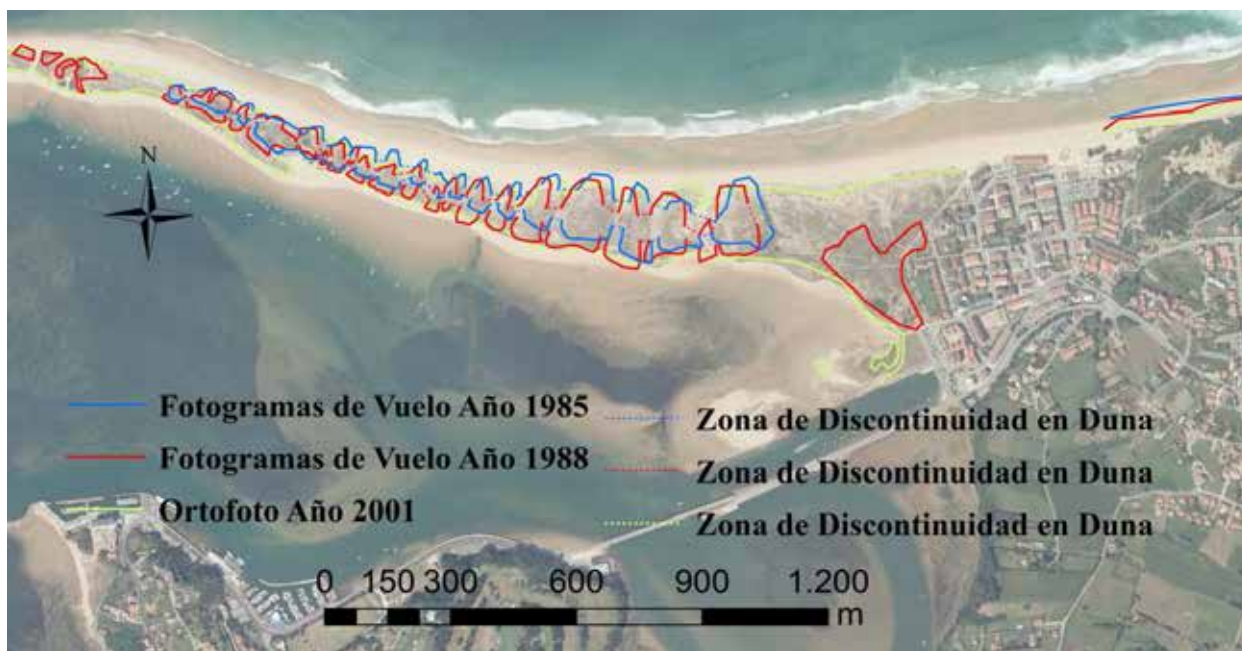 N
Fotogramas de Vuelo Año 1985
Zona de Discontinuidad en Duna
Fotogramas de Vuelo Año 1988
Zona de Discontinuidad en Duna
Ortofoto Año 2001
Zona de Discontinuidad en Duna
0 150 300 600 900 1.200
m